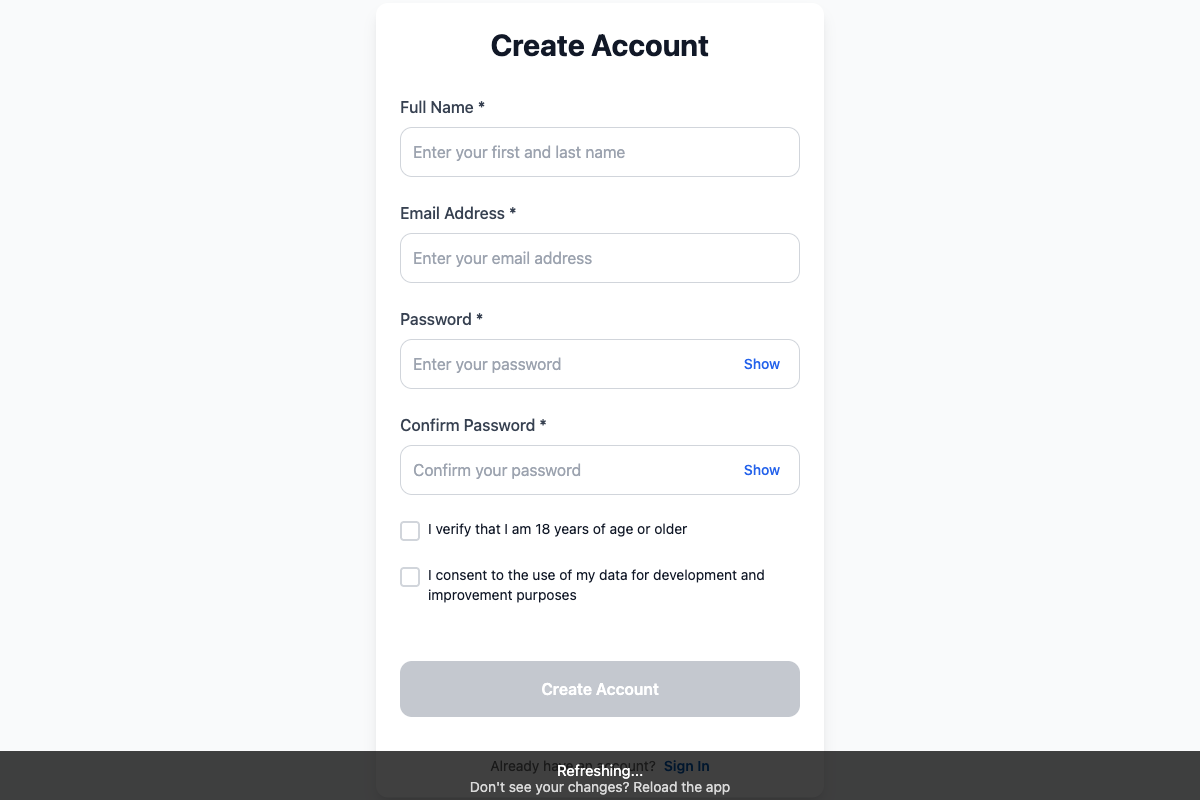 Create Account
Full Name *
Enter your first and last name
Email Address *
Enter your email address
Password *
Enter your password
Show
Confirm Password *
Confirm your password
Show
I verify that I am 18 years of age or older
I consent to the use of my data for development and
improvement purposes
Create Account
Already have an account? Sign In
Refreshing...
Don't see your changes? Reload the app